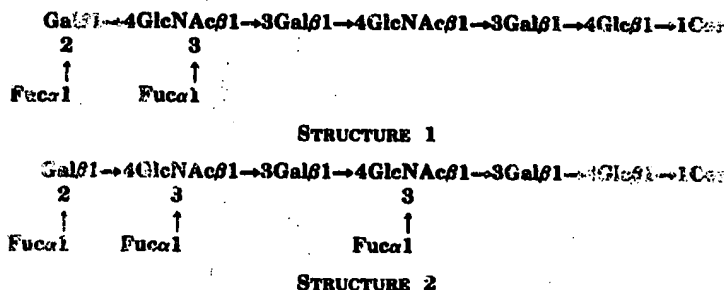 Galβ1→4GlcNAcβ1→3Galβ1→4GlcNAcβ1→3Galβ1→4Glcβ1→1Cer
2 3
↑ ↑
Fucα1 Fucα1
STRUCTURE 1
Galβ1→4GlcNAcβ1→3Galβ1→4GlcNAcβ1→3Galβ1→4Glcβ1→1Cer
2 3 3
↑ ↑ ↑
Fucα1 Fucα1 Fucα1
STRUCTURE 2